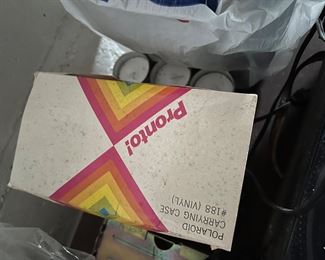 Pronto!
POLAROID
CARRYING CASE
#188 (VINYL)